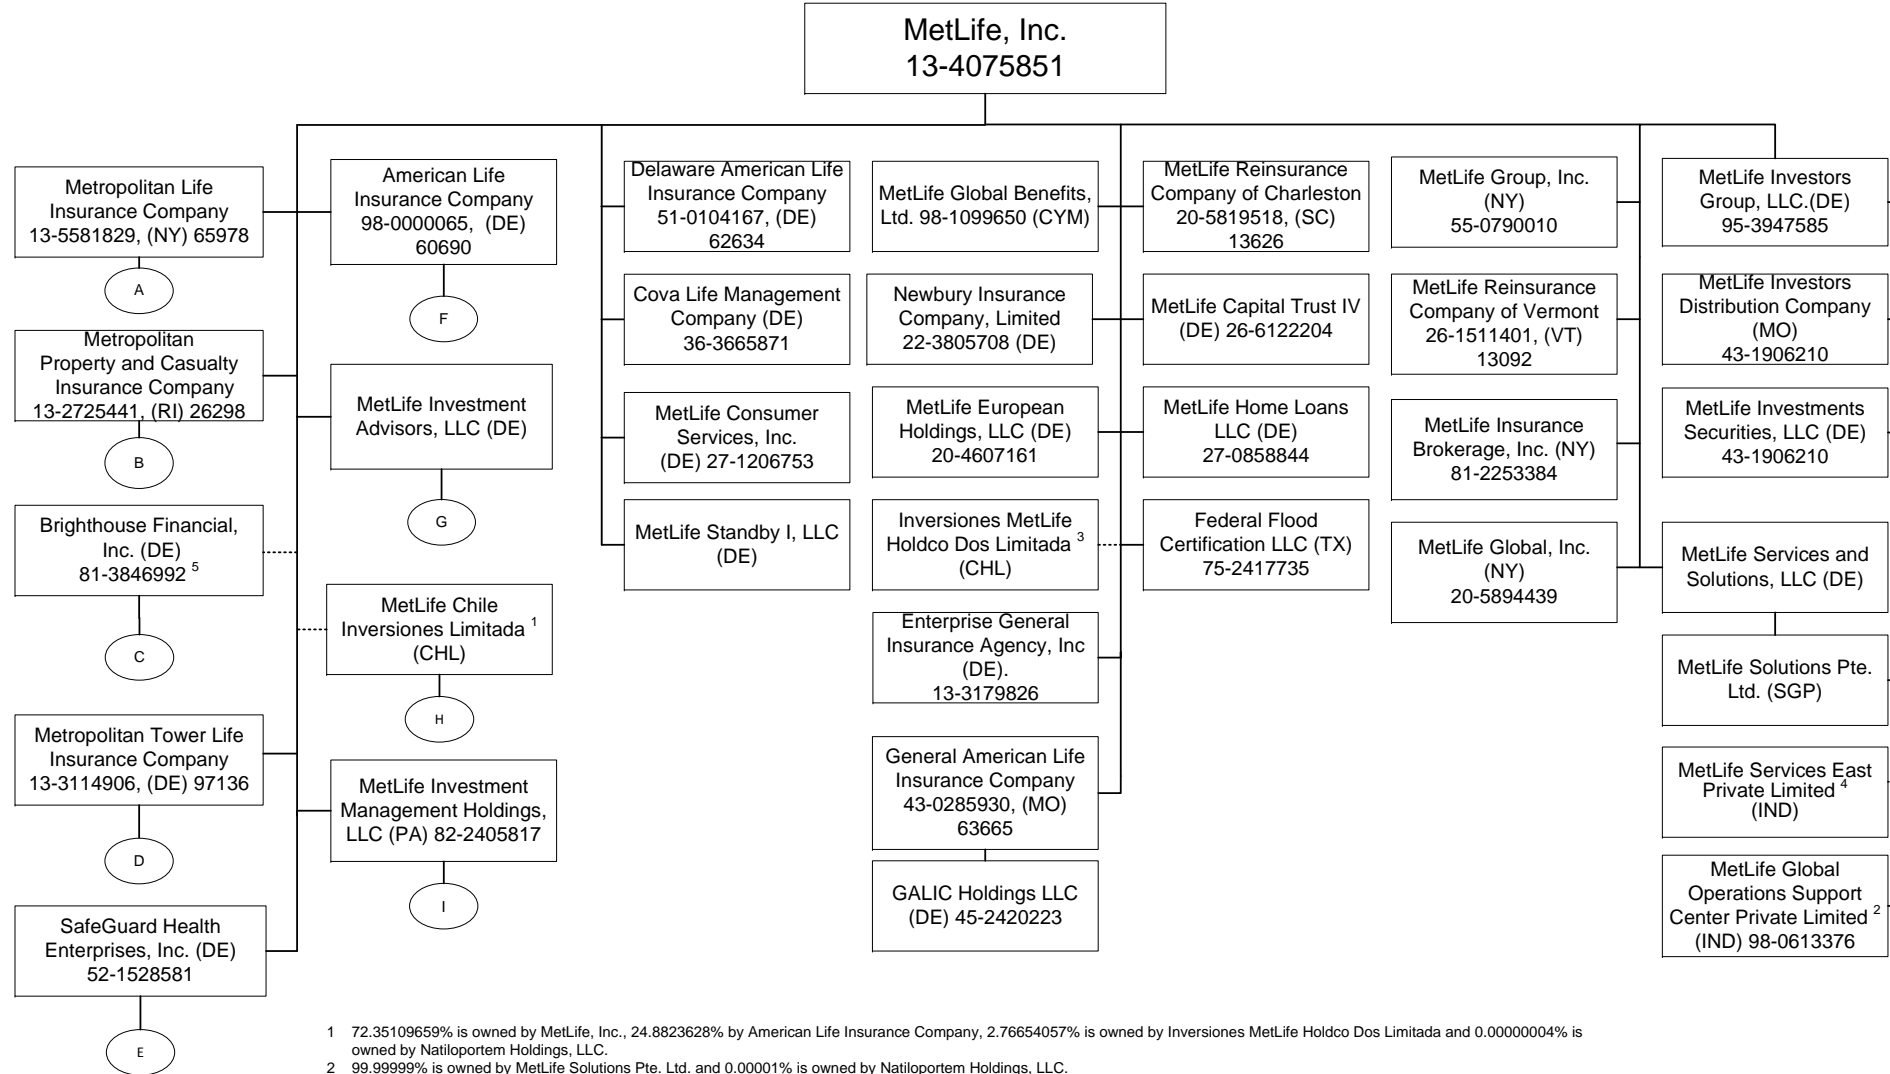 MetLife, Inc.
13-4075851
Metropolitan Life
Insurance Company
13-5581829, (NY) 65978
A
Metropolitan
Property and Casualty
Insurance Company
13-2725441, (RI) 26298
B
Brighthouse Financial,
Inc. (DE)
81-3846992 5
C
Metropolitan Tower Life
Insurance Company
13-3114906, (DE) 97136
D
SafeGuard Health
Enterprises, Inc. (DE)
52-1528581
E
American Life
Insurance Company
98-0000065, (DE)
60690
F
MetLife Investment
Advisors, LLC (DE)
G
MetLife Chile
Inversiones Limitada 1
(CHL)
H
MetLife Investment
Management Holdings,
LLC (PA) 82-2405817
I
Delaware American Life
Insurance Company
51-0104167, (DE)
62634
Cova Life Management
Company (DE)
36-3665871
MetLife Consumer
Services, Inc.
(DE) 27-1206753
MetLife Standby I, LLC
(DE)
MetLife Global Benefits,
Ltd. 98-1099650 (CYM)
Newbury Insurance
Company, Limited
22-3805708 (DE)
MetLife European
Holdings, LLC (DE)
20-4607161
Inversiones MetLife
Holdco Dos Limitada 3
(CHL)
Enterprise General
Insurance Agency, Inc
(DE).
13-3179826
General American Life
Insurance Company
43-0285930, (MO)
63665
GALIC Holdings LLC
(DE) 45-2420223
MetLife Reinsurance
Company of Charleston
20-5819518, (SC)
13626
MetLife Capital Trust IV
(DE) 26-6122204
MetLife Home Loans
LLC (DE)
27-0858844
Federal Flood
Certification LLC (TX)
75-2417735
MetLife Group, Inc.
(NY)
55-0790010
MetLife Reinsurance
Company of Vermont
26-1511401, (VT)
13092
MetLife Insurance
Brokerage, Inc. (NY)
81-2253384
MetLife Global, Inc.
(NY)
20-5894439
MetLife Investors
Group, LLC.(DE)
95-3947585
MetLife Investors
Distribution Company
(MO)
43-1906210
MetLife Investments
Securities, LLC (DE)
43-1906210
MetLife Services and
Solutions, LLC (DE)
MetLife Solutions Pte.
Ltd. (SGP)
MetLife Services East
Private Limited 4
(IND)
MetLife Global
Operations Support
Center Private Limited 2
(IND) 98-0613376
1 72.35109659% is owned by MetLife, Inc., 24.8823628% by American Life Insurance Company, 2.76654057% is owned by Inversiones MetLife Holdco Dos Limitada and 0.00000004% is
owned by Natiloportem Holdings, LLC.
2 99.99999% is owned by MetLife Solutions Pte. Ltd. and 0.00001% is owned by Natiloportem Holdings, LLC.